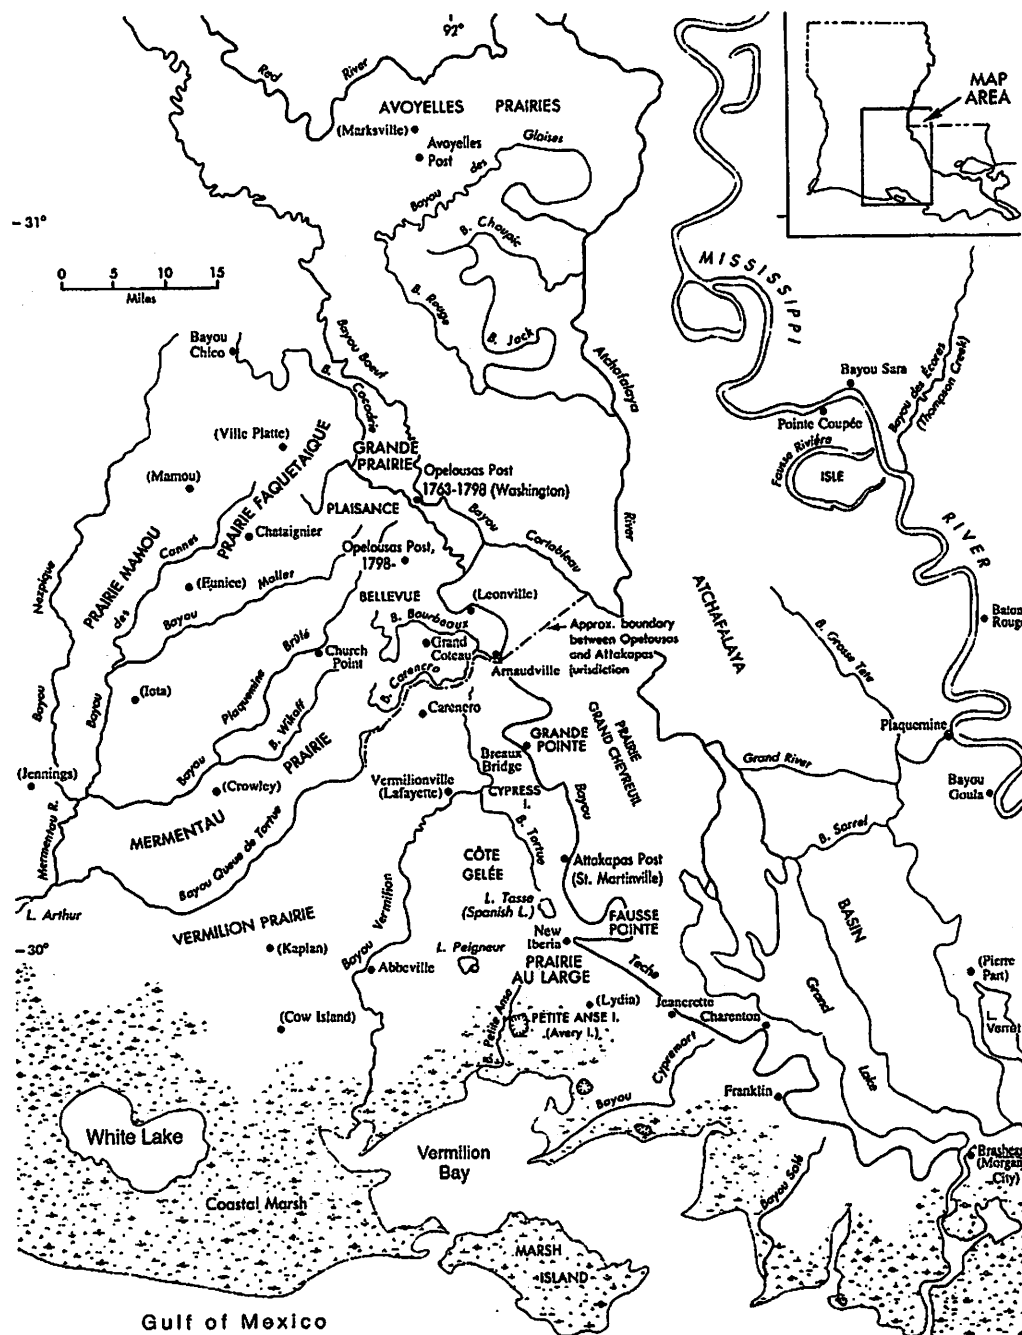 92°
Red River
AVOYELLES PRAIRIES
(Marksville)
Avoyelles
Post
Bayou des Glaises
MAP
AREA
- 31°
B. Choupic
0 5 10 15
Miles
B. Rouge
B. Jack
MISSISSIPPI
RIVER
Bayou
Chico
Bayou Boeuf
B. Cocodrie
Atchafalaya
River
Bayou Sara
Pointe Coupée
Bayou des Écores
(Thompson Creek)
Fausse Rivière
ISLE
(Ville Platte)
GRANDE
PRAIRIE
Opelousas Post
1763-1798 (Washington)
(Mamou)
PRAIRIE FAQUETAIQUE
PLAISANCE
Bayou Cortableau
Chataignier
Opelousas Post,
1798-
PRAIRIE MAMOU
Bayou des Cannes
Bayou Nezpique
(Eunice)
Bayou Mallet
BELLEVUE
(Leonville)
B. Bourbeaux
Grand
Coteau
Approx. boundary
between Opelousas
and Attakapas
jurisdiction
Arnaudville
ATCHAFALAYA
BASIN
B. Grosse Tete
Baton
Rouge
Church
Point
Bayou Plaquemine Brûlé
B. Wikoff
B. Carencro
(Iota)
Carencro
PRAIRIE
GRAND CHEVREUIL
GRANDE
POINTE
Breaux
Bridge
Plaquemine
Grand River
(Jennings)
(Crowley)
Vermilionville
(Lafayette)
CYPRESS
I.
Bayou
Bayou
Goula
Mermentau R.
MERMENTAU PRAIRIE
Bayou Queue de Tortue
B. Tortue
B. Sorrel
CÔTE
GELÉE
Attakapas Post
(St. Martinville)
L. Arthur
VERMILION PRAIRIE
Bayou Vermilion
L. Tasse
(Spanish L.)
FAUSSE
POINTE
- 30°
(Kaplan)
New
Iberia
L. Peigneur
PRAIRIE
AU LARGE
Teche
Abbeville
(Pierre
Part)
(Cow Island)
B. Petite Anse
(Lydia)
PETITE ANSE I.
(Avery I.)
Jeanerette
Charenton
Grand
Lake
L.
Verret
Bayou Cypremort
Franklin
White Lake
Vermilion
Bay
Brashear
(Morgan
City)
Bayou Salé
Coastal Marsh
MARSH
ISLAND
Gulf of Mexico